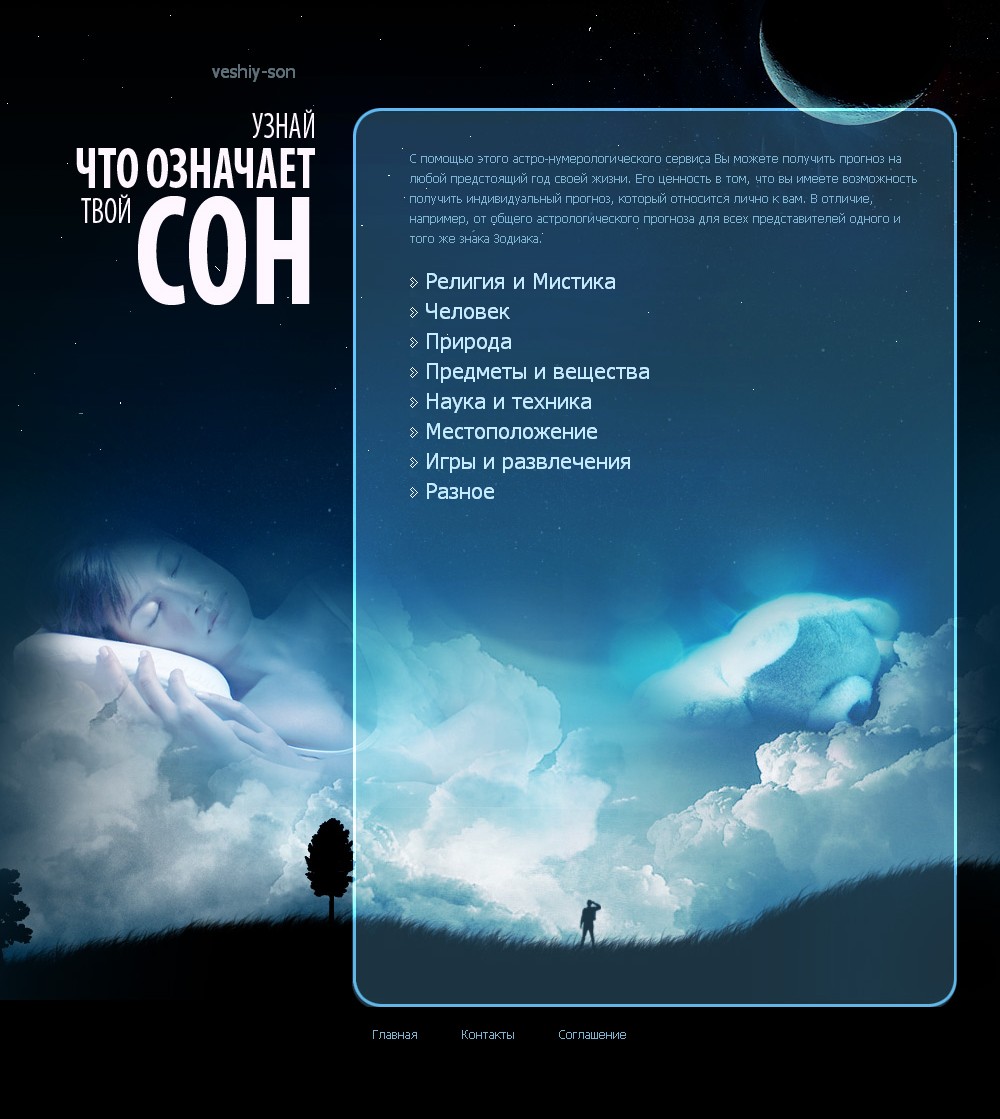 veshiy-son
УЗНАЙ
ЧТО ОЗНАЧАЕТ
ТВОЙ СОН
С помощью этого астро-нумерологического сервиса Вы можете получить прогноз на
любой предстоящий год своей жизни. Его ценность в том, что вы имеете возможность
получить индивидуальный прогноз, который относится лично к вам. В отличие,
например, от общего астрологического прогноза для всех представителей одного и
того же знака Зодиака.
Религия и Мистика
Человек
Природа
Предметы и вещества
Наука и техника
Местоположение
Игры и развлечения
Разное
Главная Контакты Соглашение